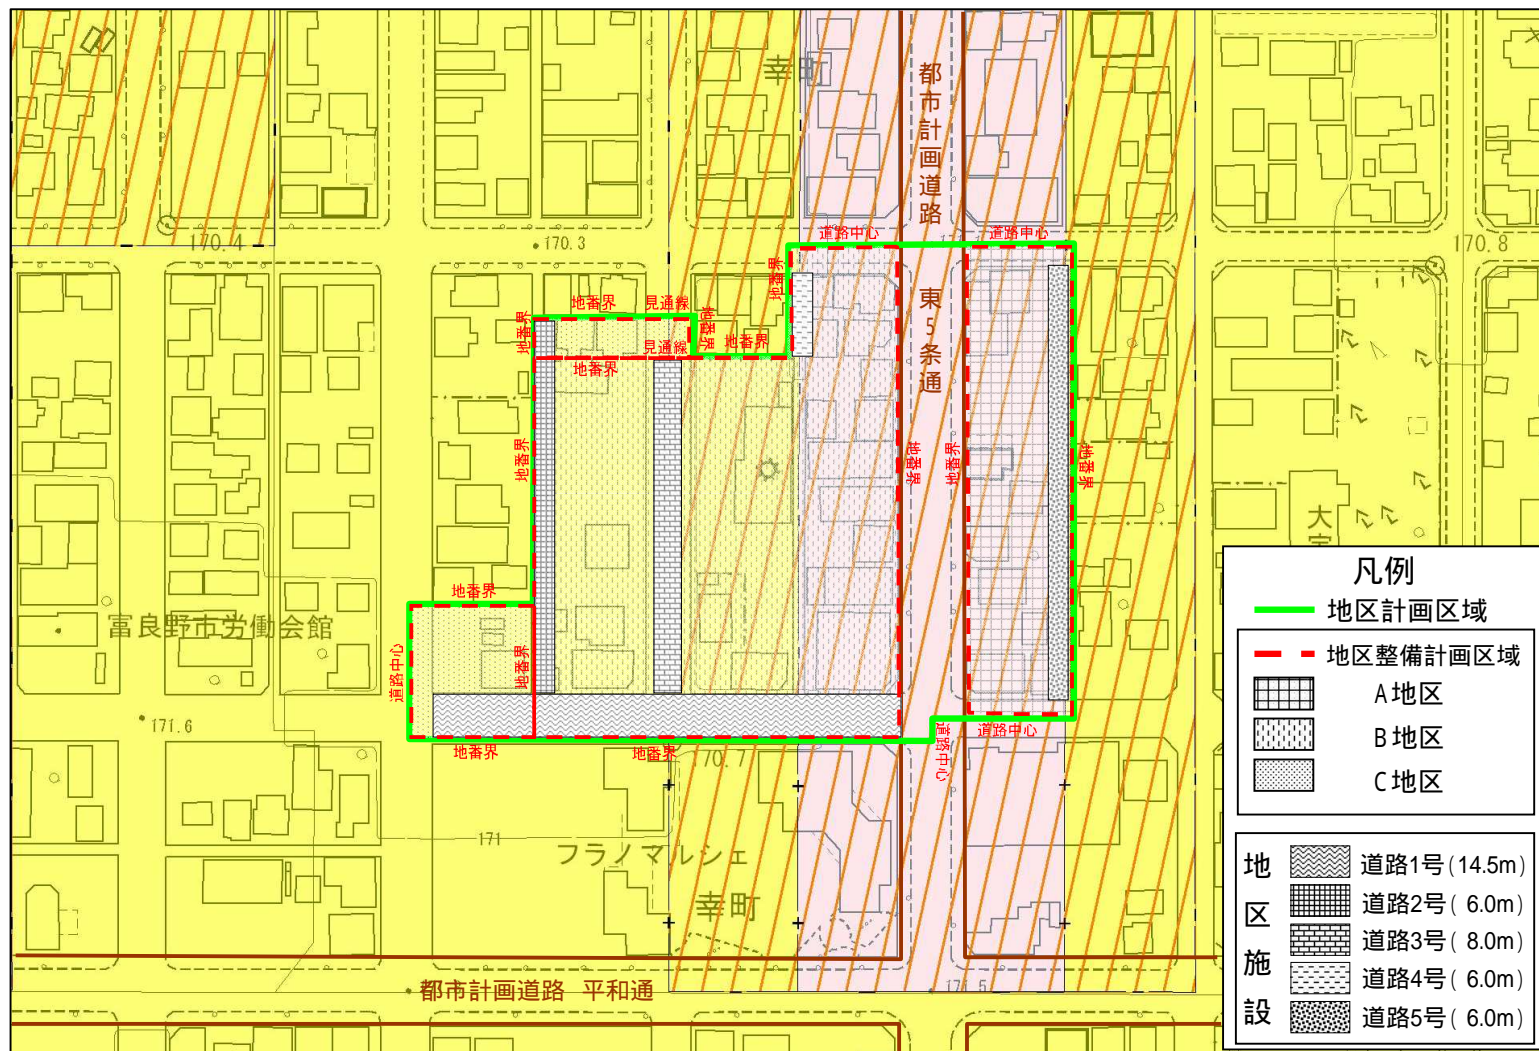 幸町
都市計画道路
170.4
170.3
道路中心
道路中心
170.8
地番界
東5条通
地番界
見通線
地番界
地番界
見通線
地番界
地番界
地番界
地番界
地番界
地番界
大宝
地番界
富良野市労働会館
道路中心
地番界
171.6
地番界
地番界
170.7
道路中心
道路中心
171
フラノマルシェ
幸町
都市計画道路 平和通
171.5
凡例
地区計画区域
地区整備計画区域
A地区
B地区
C地区
地区施設
道路1号(14.5m)
道路2号( 6.0m)
道路3号( 8.0m)
道路4号( 6.0m)
道路5号( 6.0m)